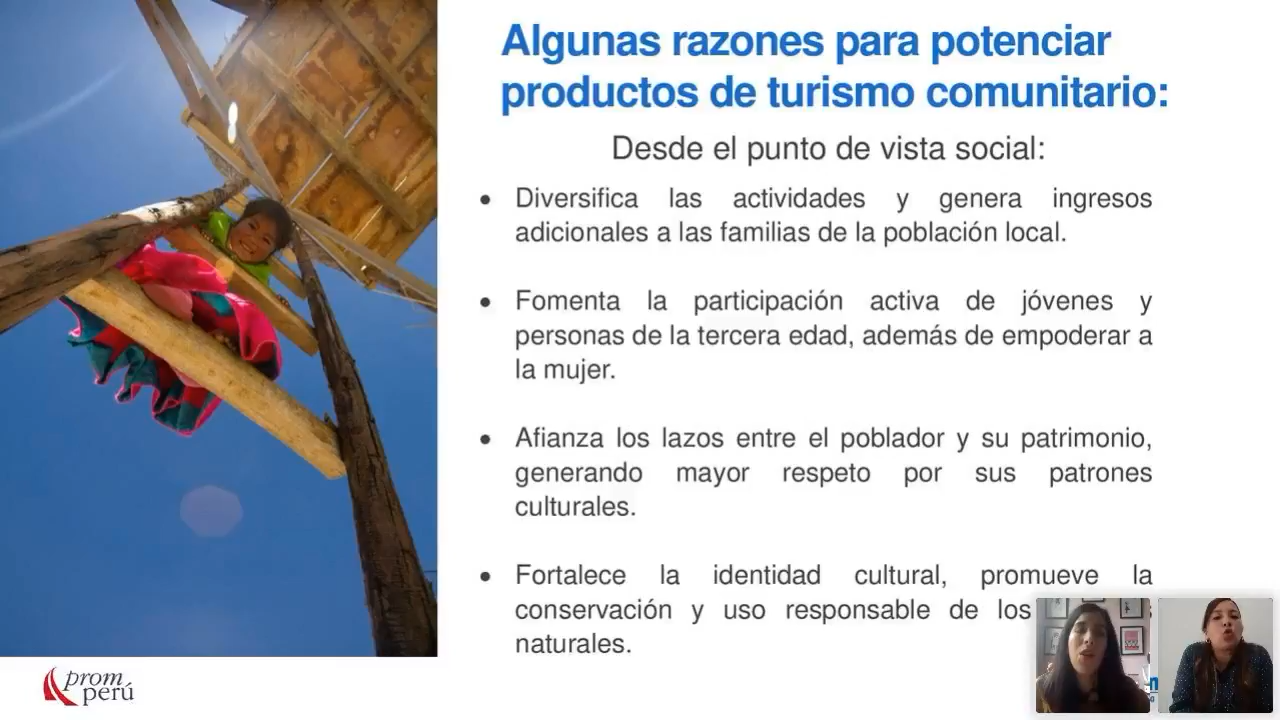 Algunas razones para potenciar
productos de turismo comunitario:
Desde el punto de vista social:
• Diversifica las actividades y genera ingresos
adicionales a las familias de la población local.
• Fomenta la participación activa de jóvenes y
personas de la tercera edad, además de empoderar a
la mujer.
• Afianza los lazos entre el poblador y su patrimonio,
generando mayor respeto por sus patrones
culturales.
• Fortalece la identidad cultural, promueve la
conservación y uso responsable de los
naturales.
prom
perú